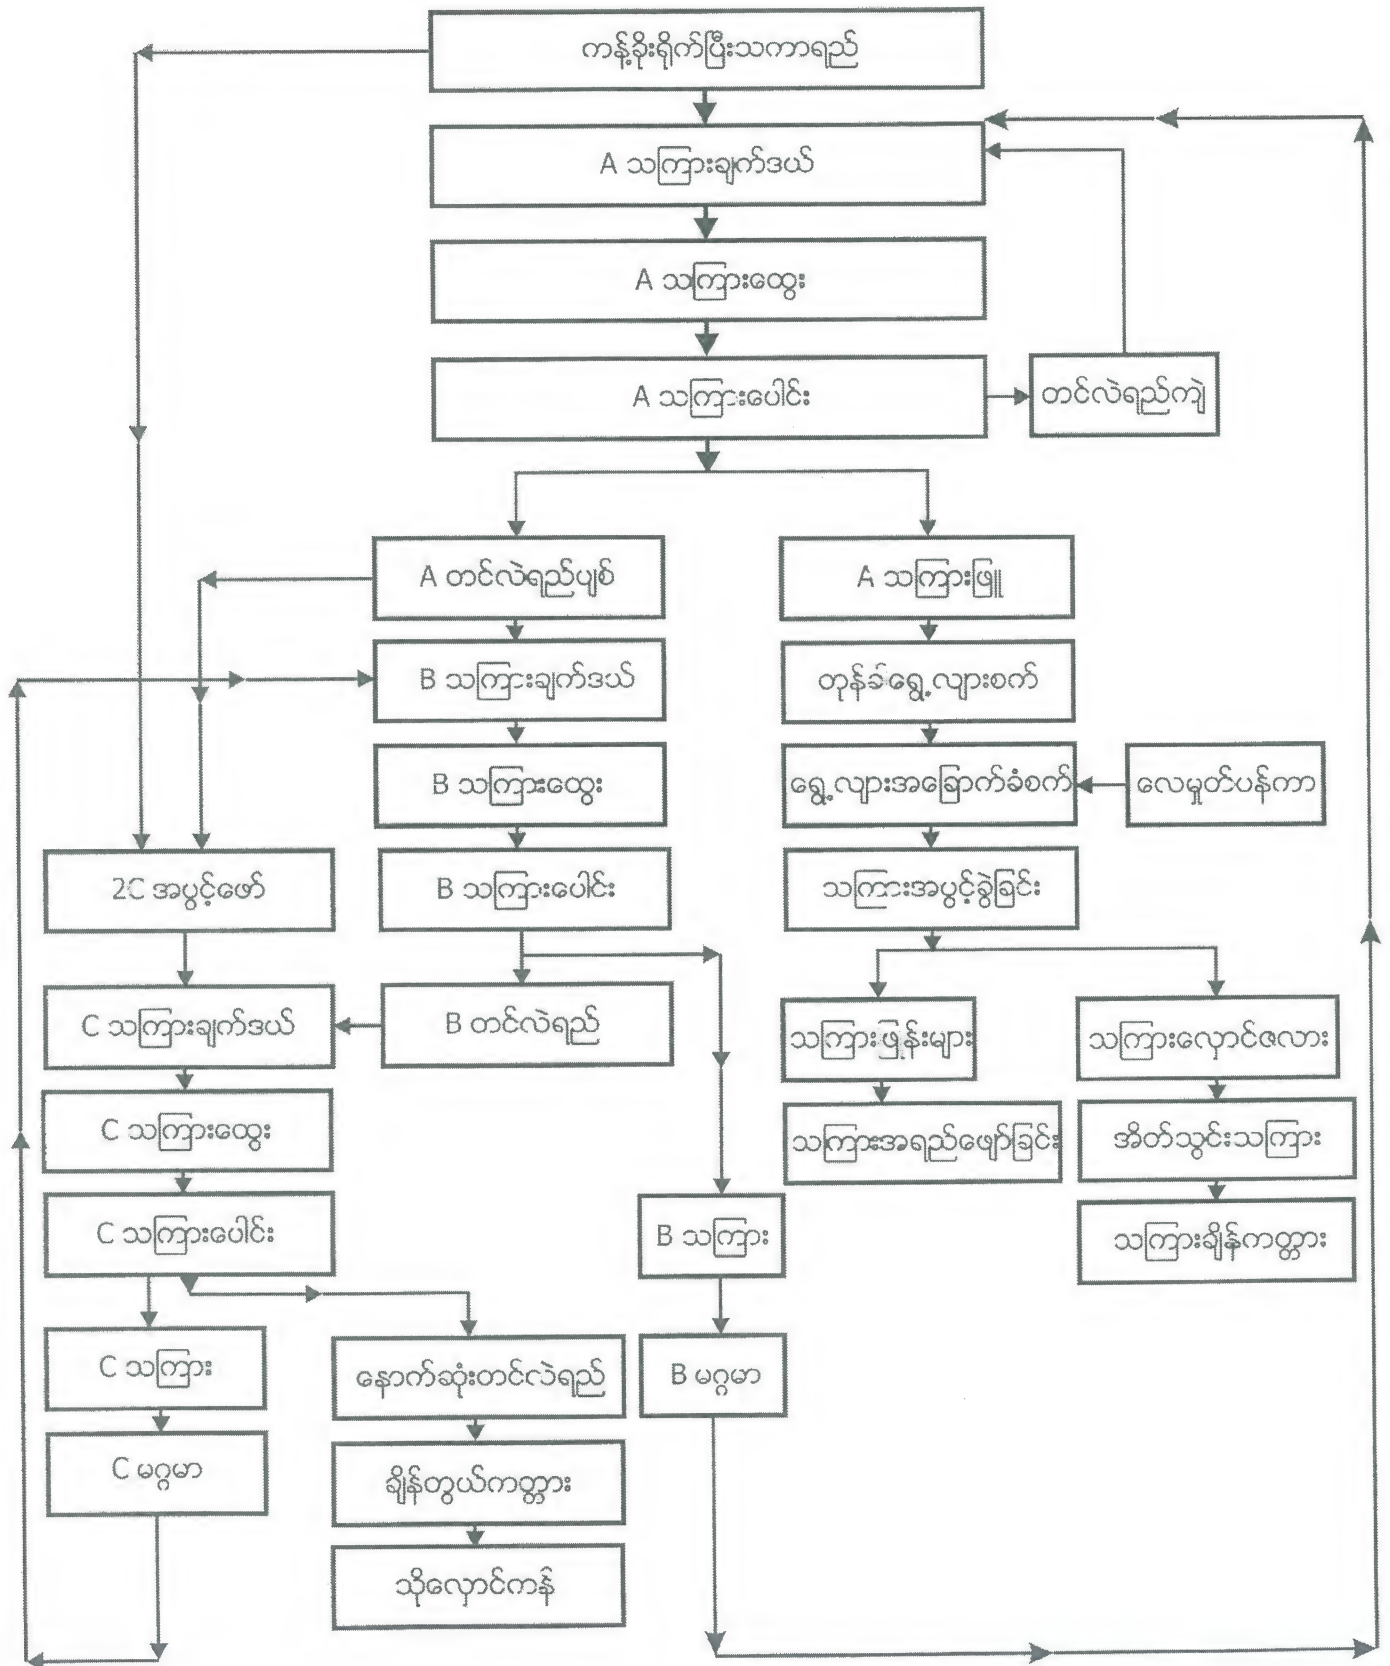 ကန့်ခိုးရိုက်ပြီးသကာရည်
A သကြားချက်ဒယ်
A သကြားထွေး
A သကြားပေါင်း
တင်လဲရည်ကျဲ
A တင်လဲရည်ပျစ်
A သကြားဖြူ
B သကြားချက်ဒယ်
တုန်ခါရွေ့လျားစက်
B သကြားထွေး
ရွေ့လျားအခြောက်ခံစက်
လေမှုတ်ပန်ကာ
2C အပွင့်ဖော်
B သကြားပေါင်း
သကြားအပွင့်ခွဲခြင်း
C သကြားချက်ဒယ်
B တင်လဲရည်
သကြားဖြုန်းများ
သကြားလှောင်ဇလား
C သကြားထွေး
သကြားအရည်ဖျော်ခြင်း
အိတ်သွင်းသကြား
C သကြားပေါင်း
B သကြား
သကြားချိန်ကတ္တား
C သကြား
နောက်ဆုံးတင်လဲရည်
B မဂ္ဂမာ
C မဂ္ဂမာ
ချိန်တွယ်ကတ္တား
သိုလှောင်ကန်